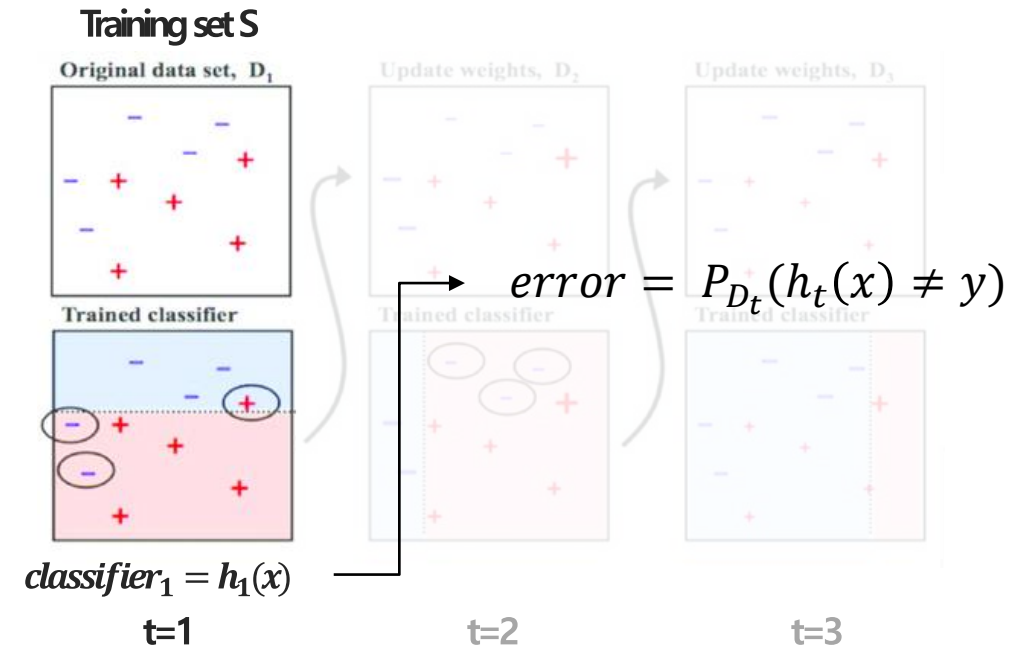 Training set S
Original data set, D₁
Update weights, D₂
Update weights, D₃
error = P_{D_t}(h_t(x) ≠ y)
Trained classifier
Trained classifier
Trained classifier
classifier₁ = h₁(x)
t=1
t=2
t=3